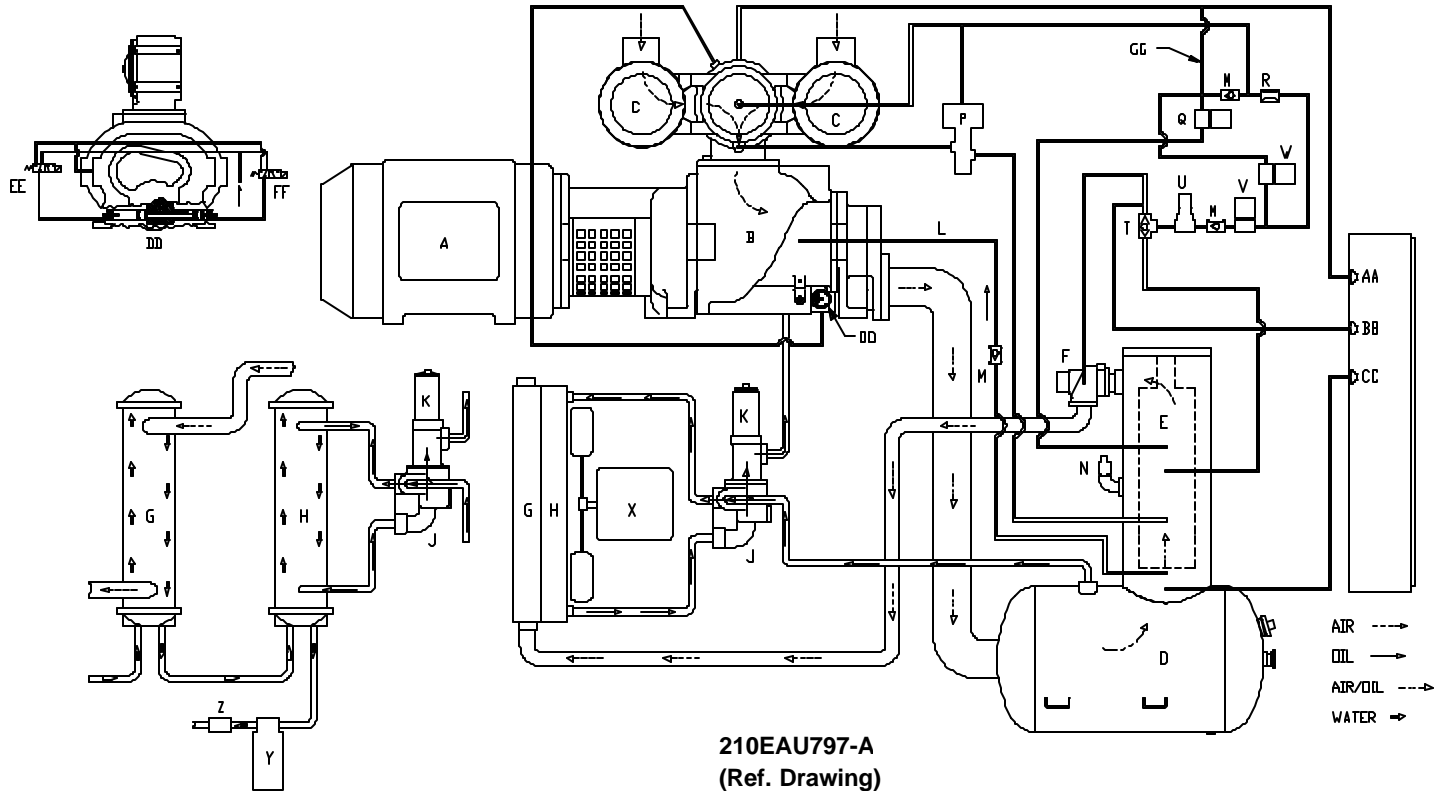 GG
M
R
C
C
P
Q
W
EE
FF
U
M
V
T
DD
A
B
L
AA
BB
DD
F
M
CC
K
K
E
N
G
H
G
H
X
J
J
AIR
OIL
D
AIR/OIL
Z
WATER
Y
210EAU797-A
(Ref. Drawing)